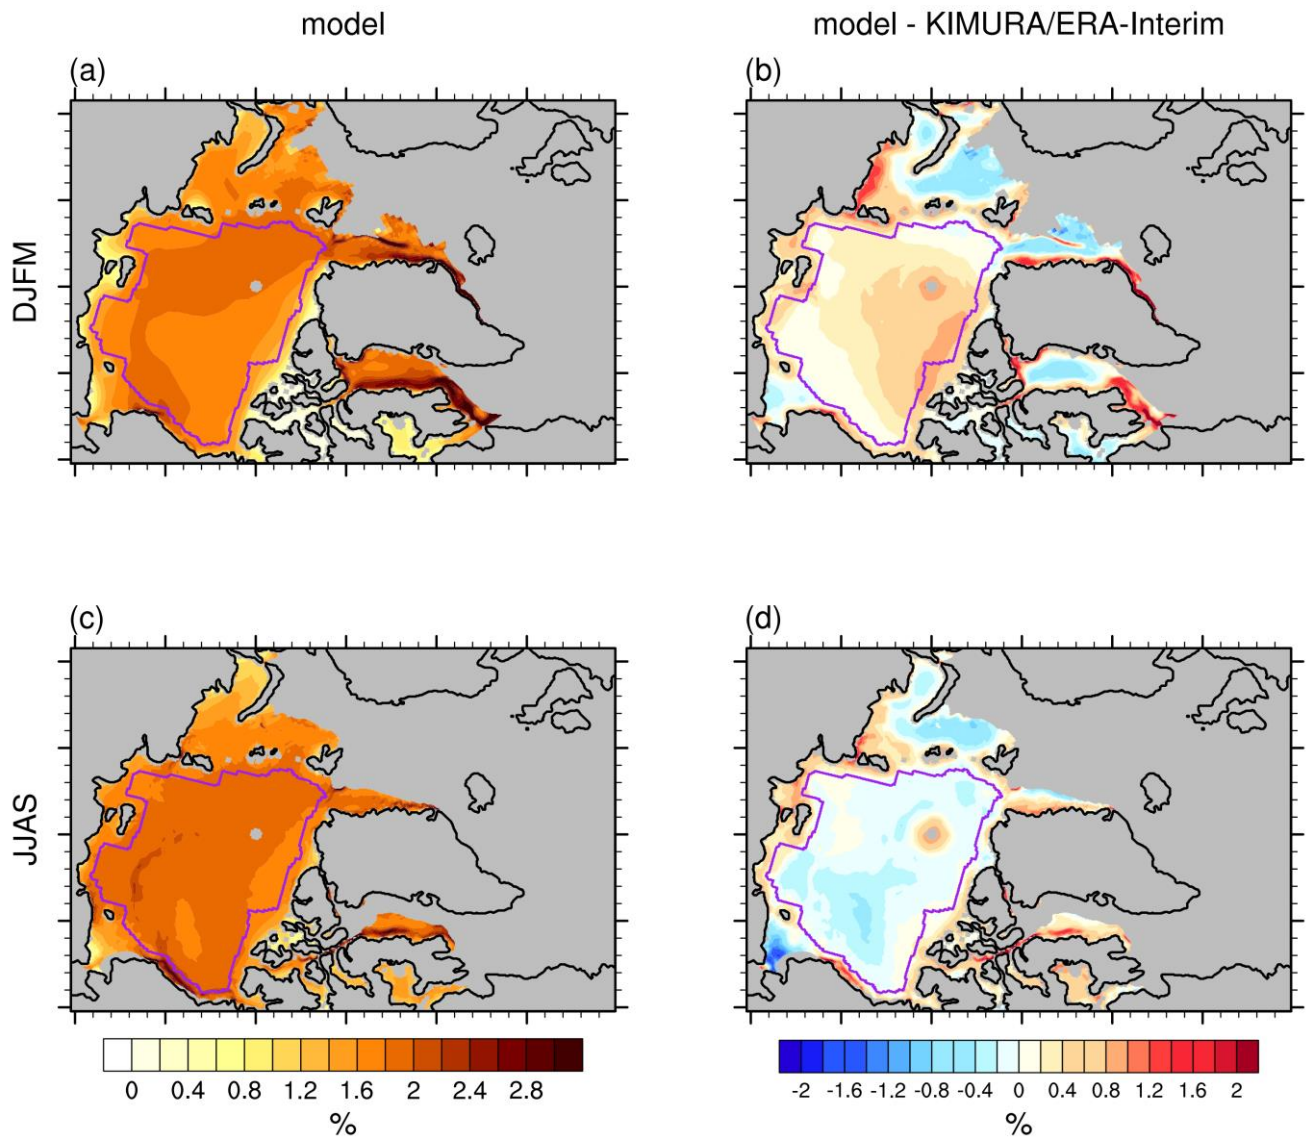 model
model - KIMURA/ERA-Interim
(a)
(b)
DJFM
(c)
(d)
JJAS
0 0.4 0.8 1.2 1.6 2 2.4 2.8
%
-2 -1.6 -1.2 -0.8 -0.4 0 0.4 0.8 1.2 1.6 2
%